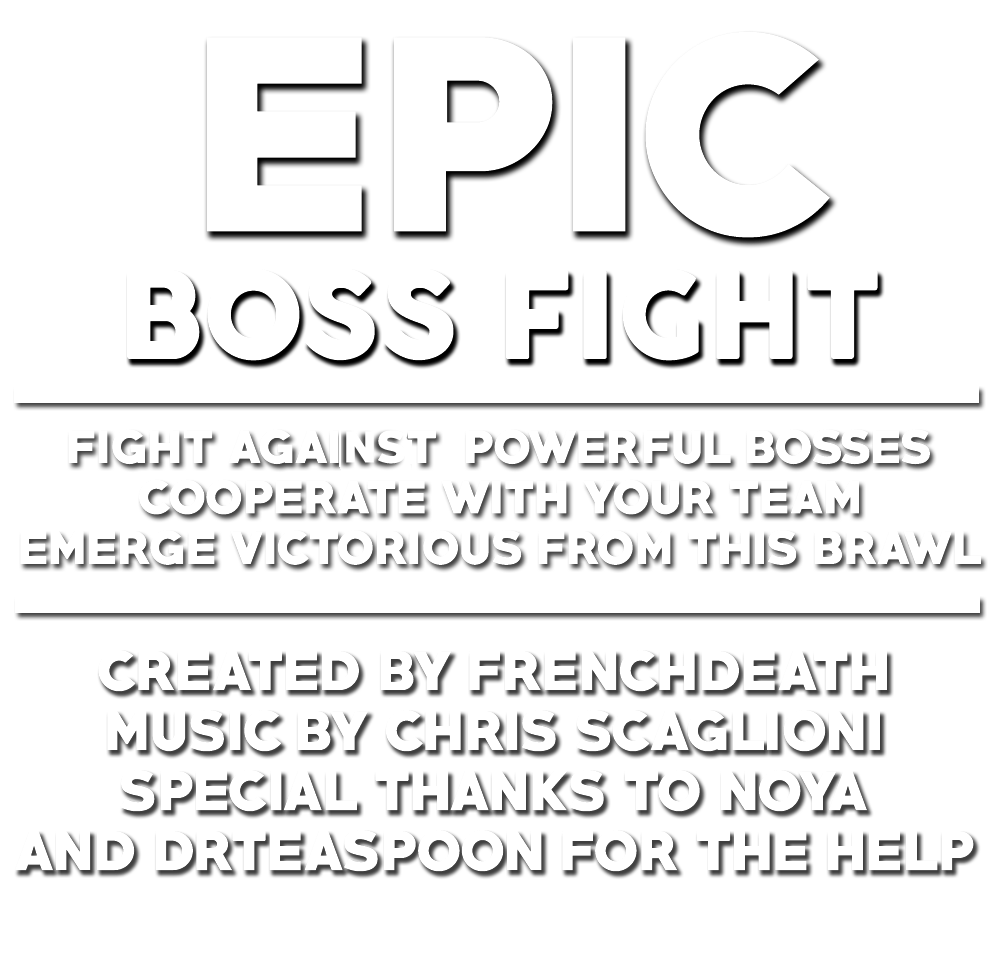 EPIC
BOSS FIGHT
FIGHT AGAINST POWERFUL BOSSES
COOPERATE WITH YOUR TEAM
EMERGE VICTORIOUS FROM THIS BRAWL
CREATED BY FRENCHDEATH
MUSIC BY CHRIS SCAGLIONI
SPECIAL THANKS TO NOYA
AND DRTEASPOON FOR THE HELP